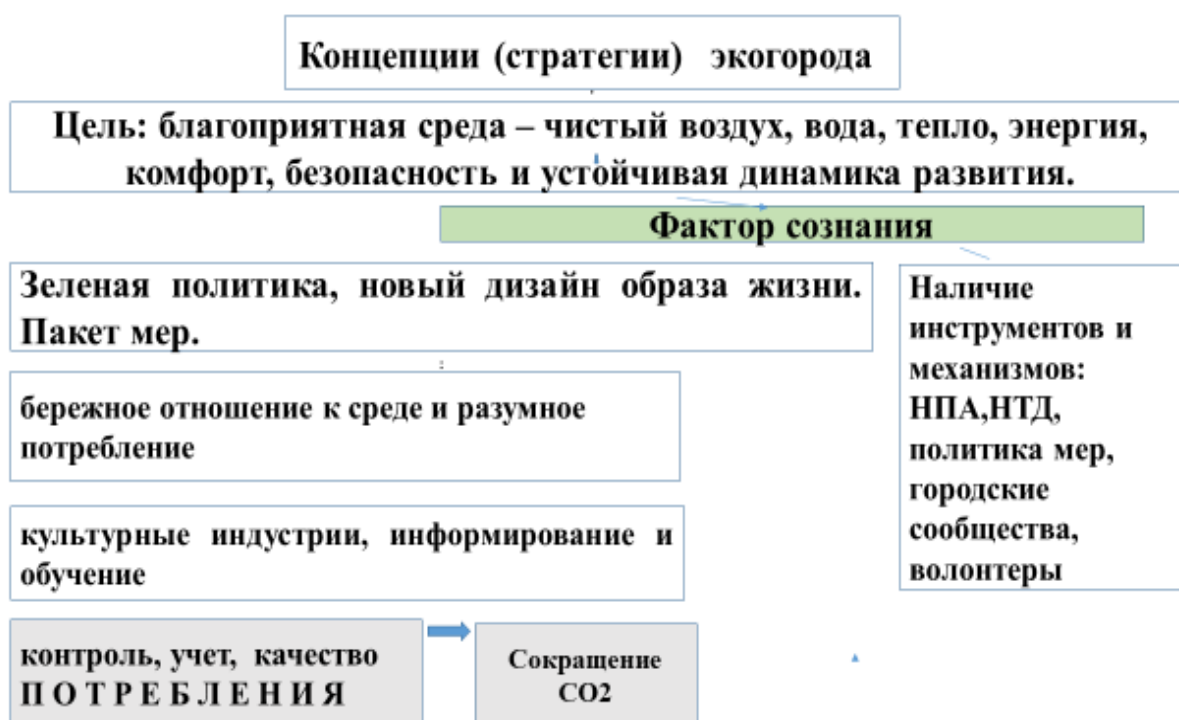 Концепции (стратегии) экогорода
Цель: благоприятная среда – чистый воздух, вода, тепло, энергия,
комфорт, безопасность и устойчивая динамика развития.
Фактор сознания
Зеленая политика, новый дизайн образа жизни.
Пакет мер.
бережное отношение к среде и разумное
потребление
культурные индустрии, информирование и
обучение
контроль, учет, качество
П О Т Р Е Б Л Е Н И Я
Сокращение
СО2
Наличие
инструментов и
механизмов:
НПА,НТД,
политика мер,
городские
сообщества,
волонтеры